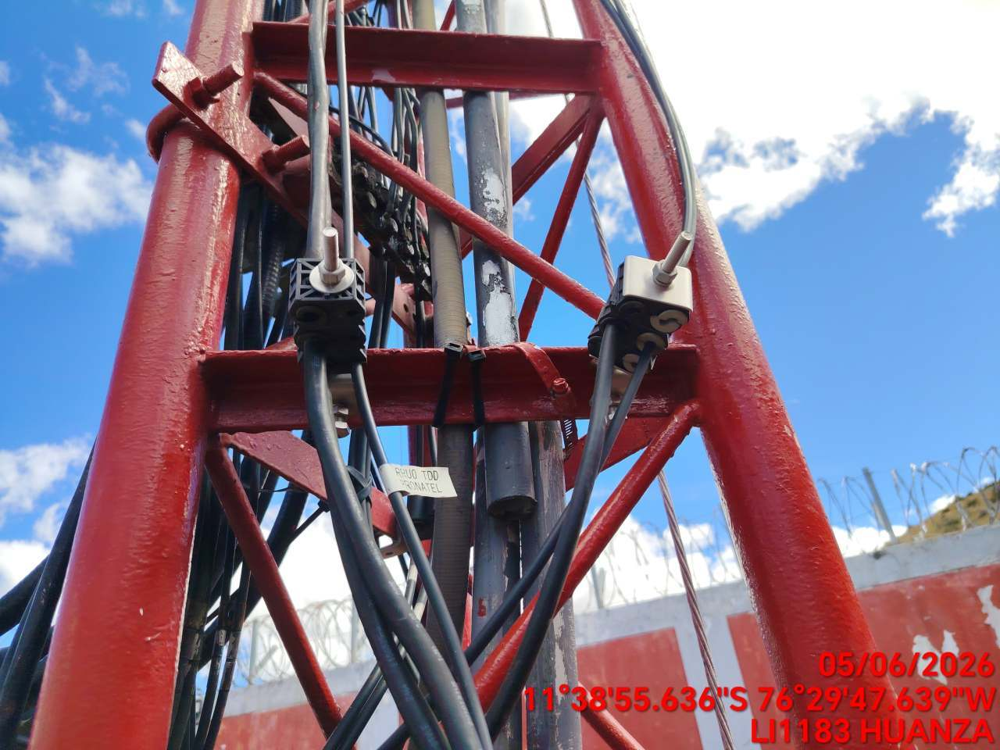 RRU0 TDD
PRONATEL
05/06/2026
11°38'55.636"S 76°29'47.639"W
LI1183 HUANZA